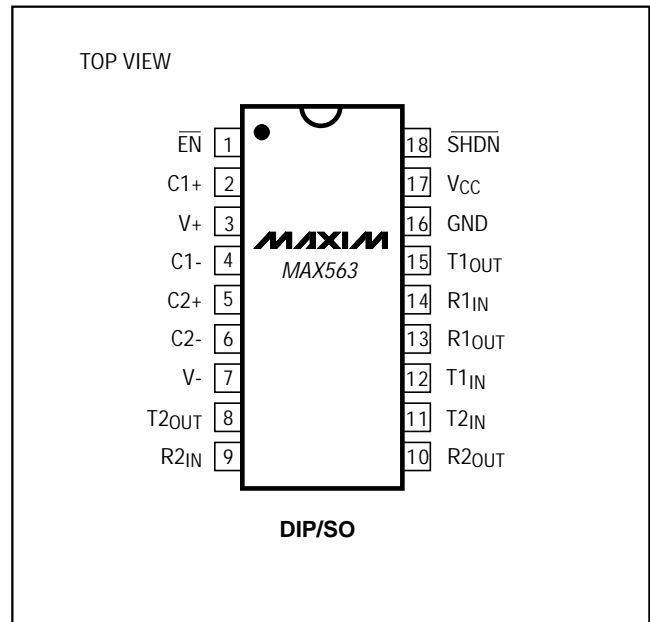 TOP VIEW
E̅N̅ 1
C1+ 2
V+ 3
C1- 4
C2+ 5
C2- 6
V- 7
T2OUT 8
R2IN 9
MAXIM
MAX563
18 S̅H̅D̅N̅
17 VCC
16 GND
15 T1OUT
14 R1IN
13 R1OUT
12 T1IN
11 T2IN
10 R2OUT
DIP/SO